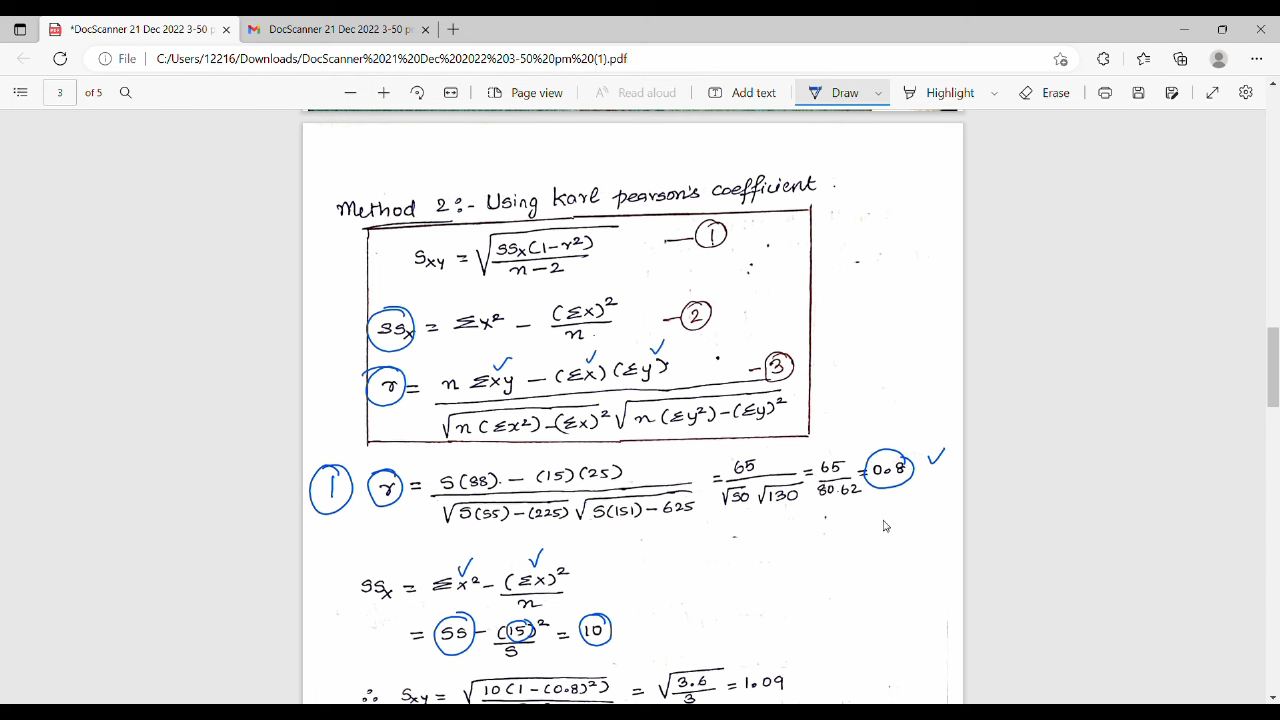 *DocScanner 21 Dec 2022 3-50 p
DocScanner 21 Dec 2022 3-50 p
File C:/Users/12216/Downloads/DocScanner%2021%20Dec%202022%203-50%20pm%20(1).pdf
3 of 5 Page view Read aloud Add text Draw Highlight Erase
Method 2:- Using Karl pearson's coefficient.
Sxy = √(SSx(1-r²)/(n-2)) — ①
SSx = Σx² - (Σx)²/n — ②
r = (n Σxy - (Σx)(Σy)) / (√(n(Σx²)-(Σx)²) √(n(Σy²)-(Σy)²)) - ③
① r = (5(88) - (15)(25)) / (√(5(55)-(225)) √(5(151)-625)) = 65/(√50 √130) = 65/80.62 = 0.8 ✓
SSx = Σx² - (Σx)²/n
= 55 - (15)²/5 = 10
∴ Sxy = √(10(1-(0.8)²) = √(3.6/3) = 1.09